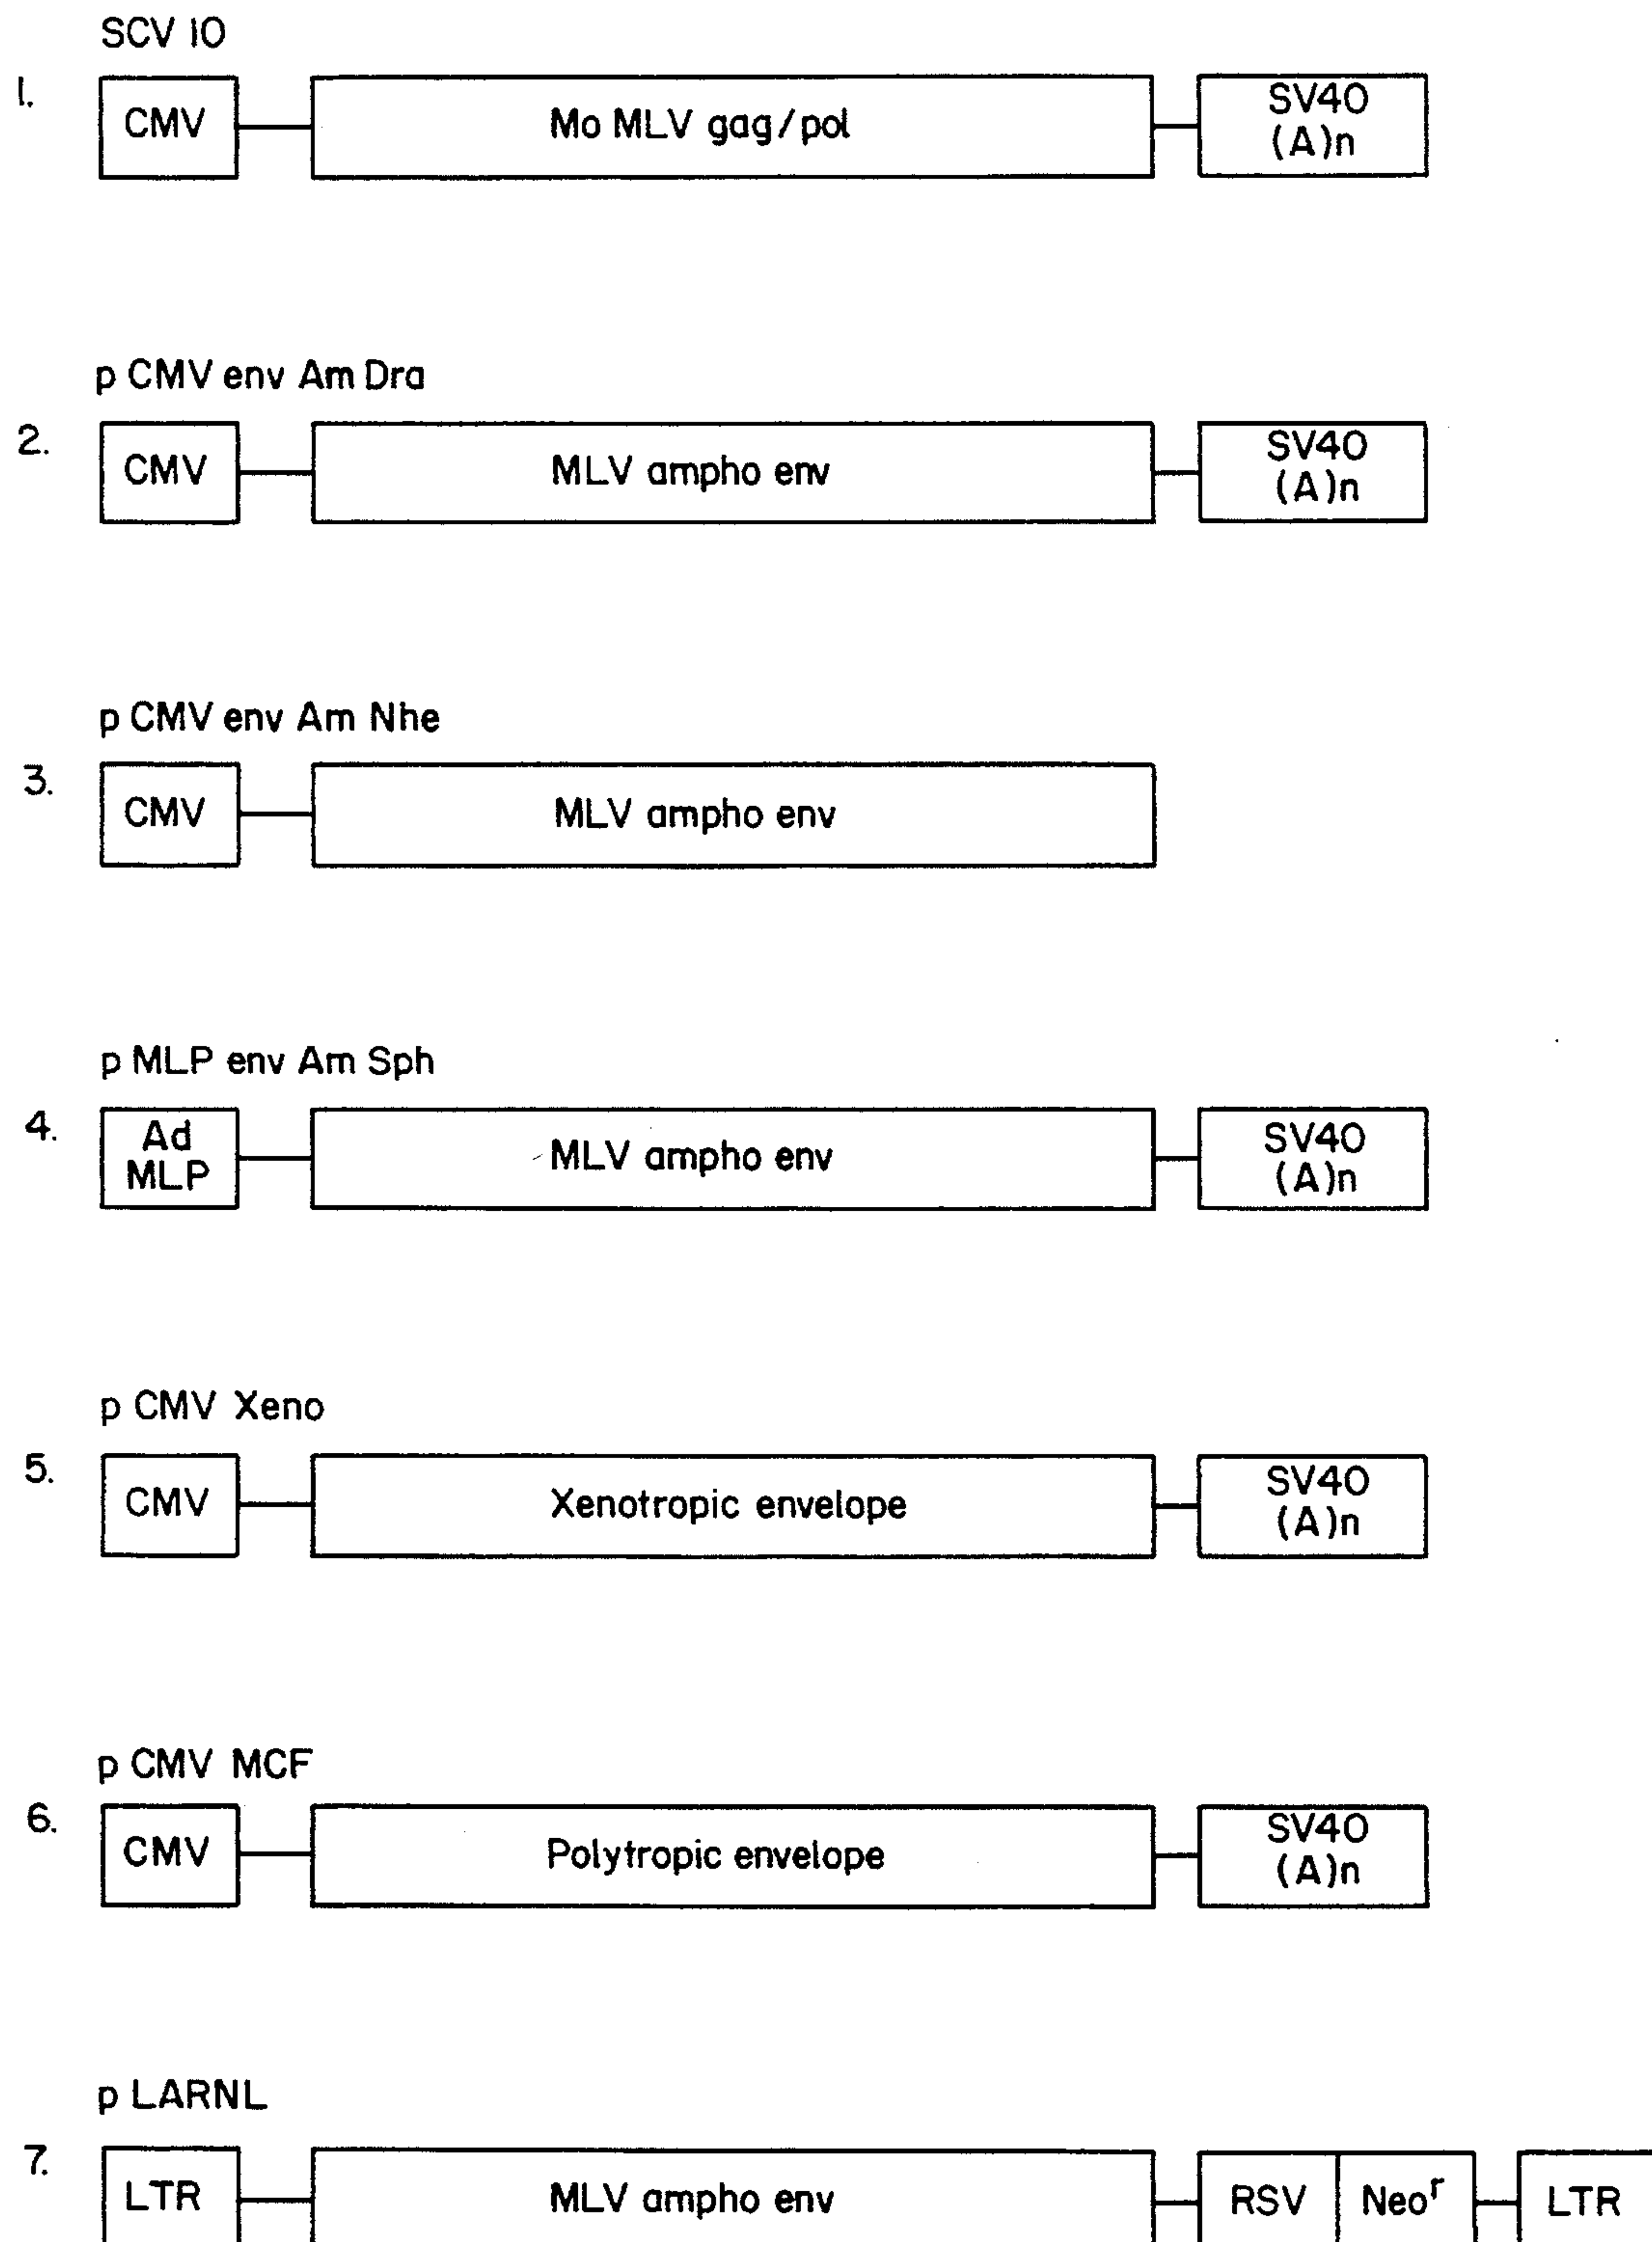 SCV 10
1.
CMV
Mo MLV gag/pol
SV40
(A)n
p CMV env Am Dra
2.
CMV
MLV ampho env
SV40
(A)n
p CMV env Am Nhe
3.
CMV
MLV ampho env
p MLP env Am Sph
4.
Ad
MLP
MLV ampho env
SV40
(A)n
p CMV Xeno
5.
CMV
Xenotropic envelope
SV40
(A)n
p CMV MCF
6.
CMV
Polytropic envelope
SV40
(A)n
p LARNL
7.
LTR
MLV ampho env
RSV
Neoʳ
LTR